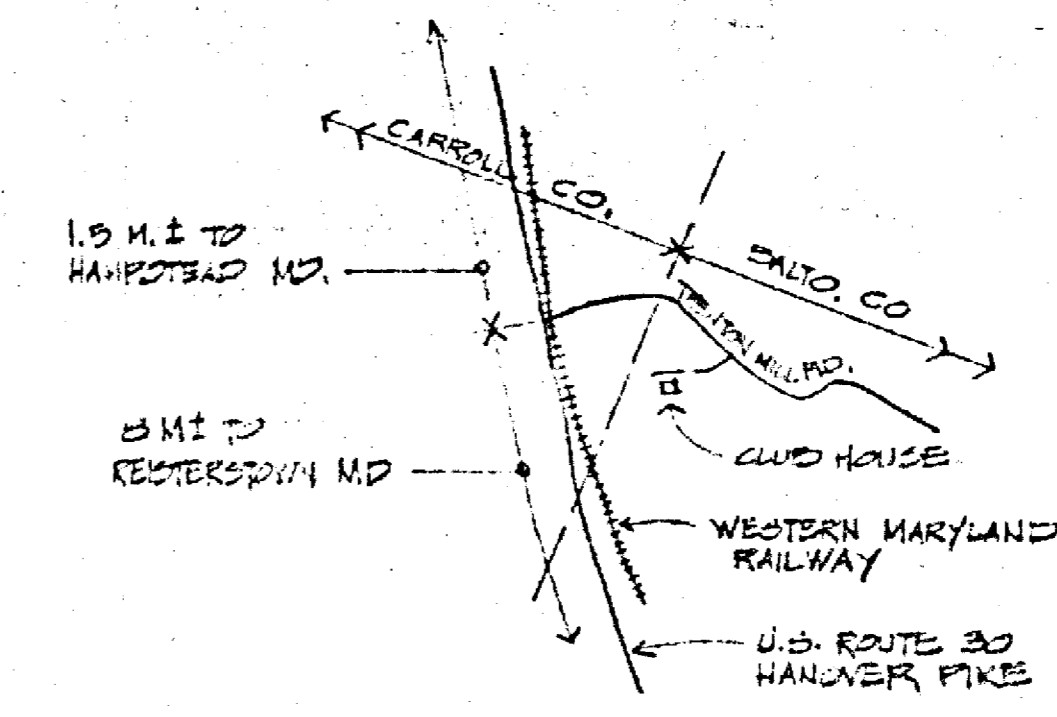 CARROLL CO.
BALTO. CO
1.5 M. ± TO
HAMPSTEAD MD.
TRENTON MILL RD.
8 M± TO
REISTERSTOWN MD
CLUB HOUSE
WESTERN MARYLAND
RAILWAY
U.S. ROUTE 30
HANOVER PIKE